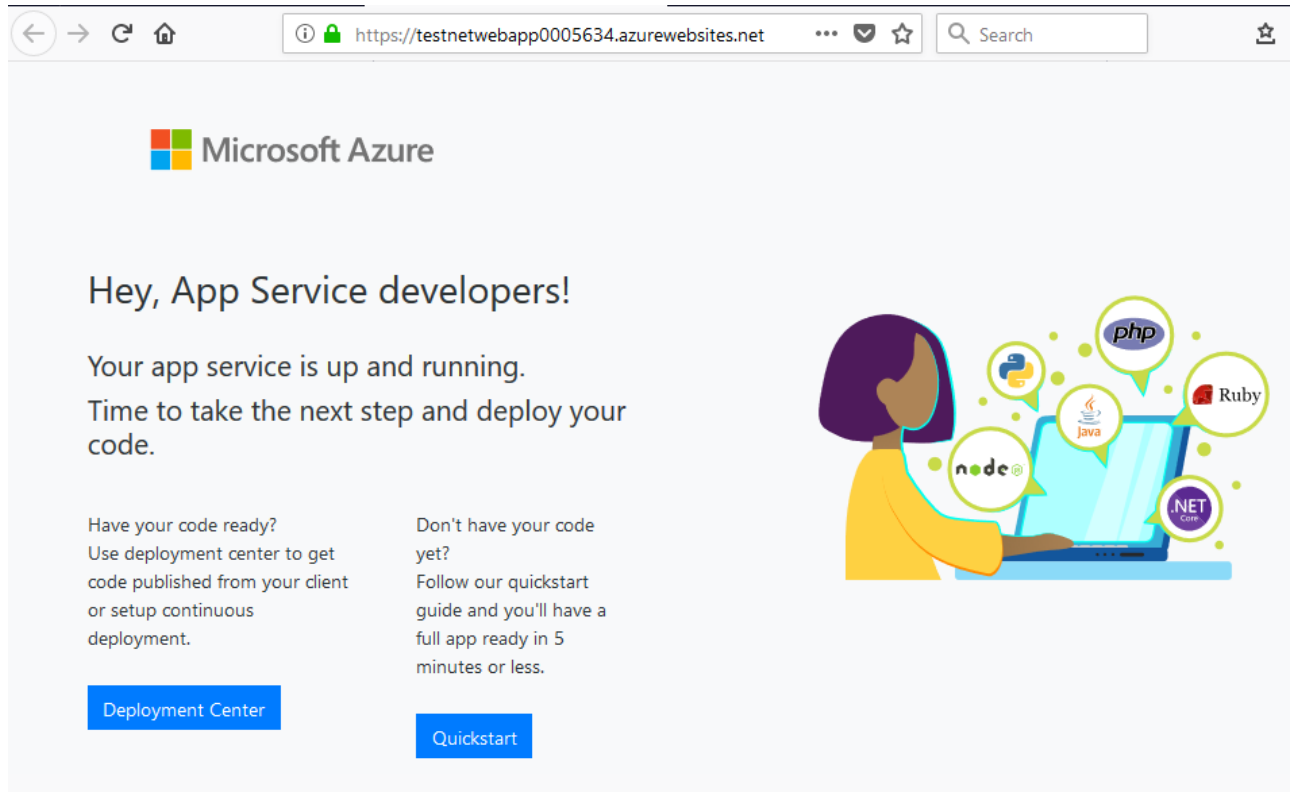 https://testnetwebapp0005634.azurewebsites.net
Search
Microsoft Azure
Hey, App Service developers!
Your app service is up and running.
Time to take the next step and deploy your
code.
Have your code ready?
Use deployment center to get
code published from your client
or setup continuous
deployment.
Deployment Center
Don't have your code
yet?
Follow our quickstart
guide and you'll have a
full app ready in 5
minutes or less.
Quickstart
php
Ruby
Java
node
.NET
Core